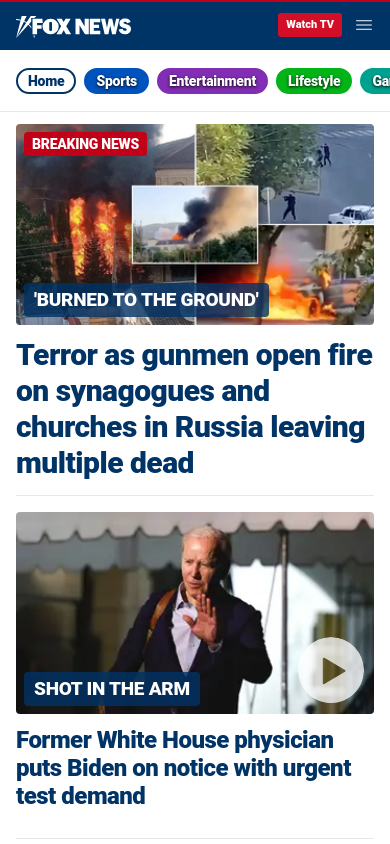 FOX NEWS
Watch TV
Home
Sports
Entertainment
Lifestyle
Ga
BREAKING NEWS
'BURNED TO THE GROUND'
Terror as gunmen open fire
on synagogues and
churches in Russia leaving
multiple dead
SHOT IN THE ARM
Former White House physician
puts Biden on notice with urgent
test demand